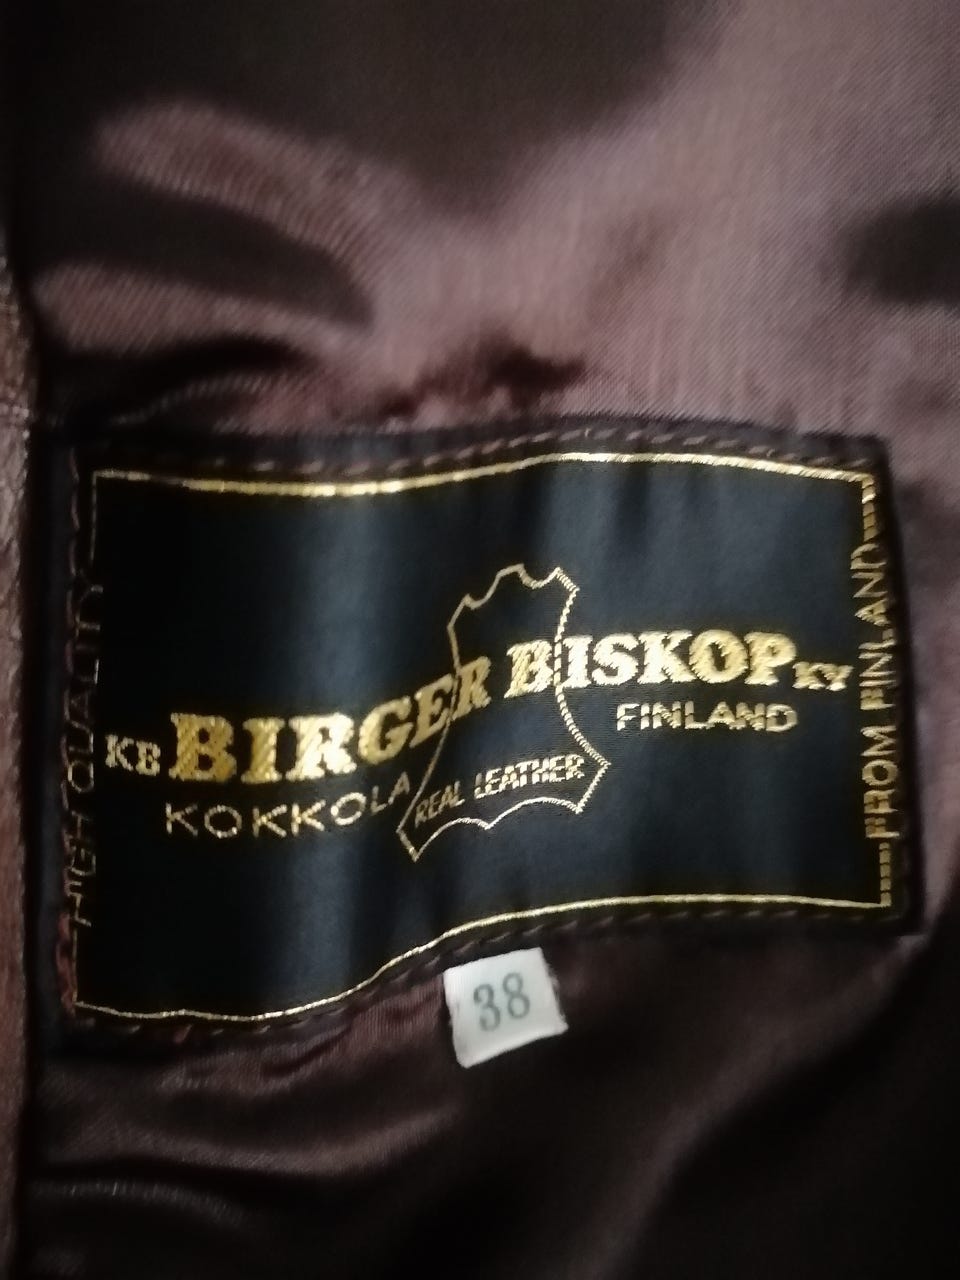 HIGH QUALITY
KB BIRGER BISKOP KY
KOKKOLA FINLAND
REAL LEATHER
FROM FINLAND
38